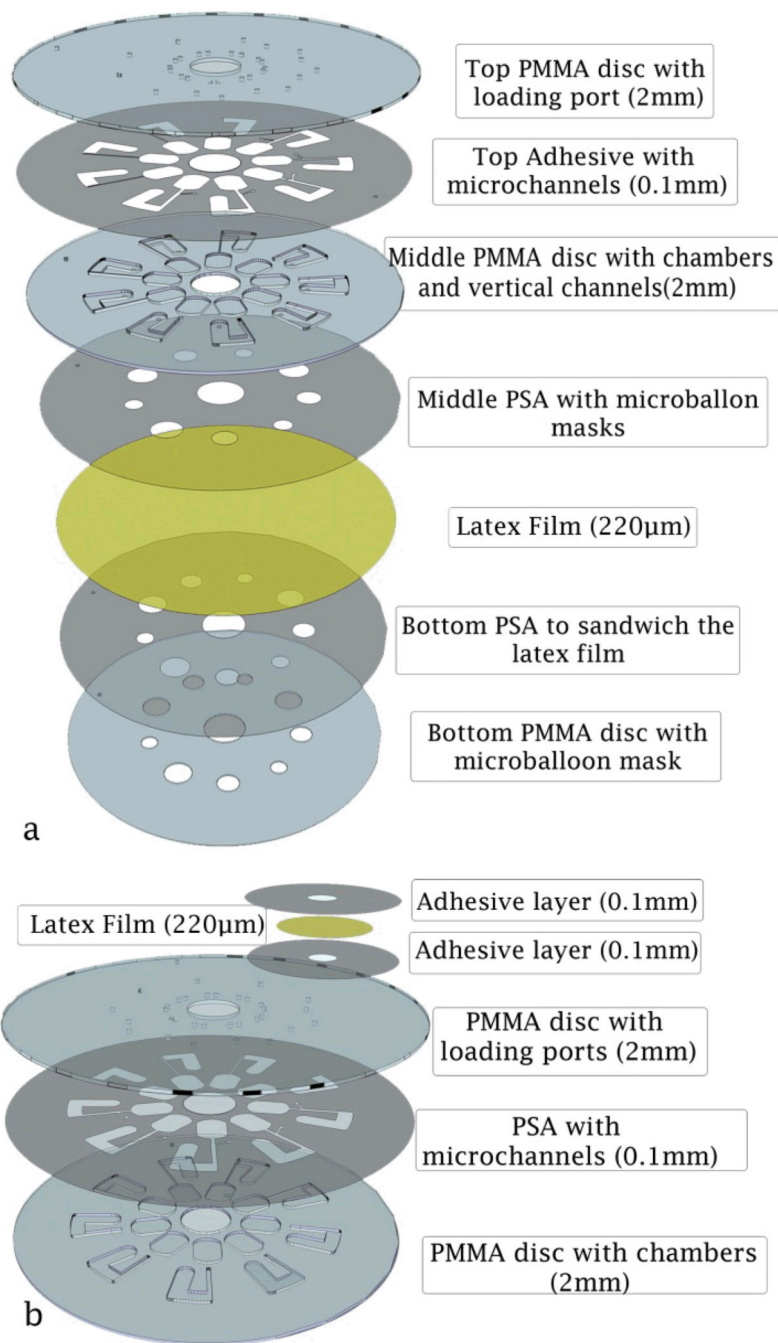 Top PMMA disc with
loading port (2mm)
Top Adhesive with
microchannels (0.1mm)
Middle PMMA disc with chambers
and vertical channels(2mm)
Middle PSA with microballon
masks
Latex Film (220μm)
Bottom PSA to sandwich the
latex film
Bottom PMMA disc with
microballoon mask
a
Adhesive layer (0.1mm)
Latex Film (220μm)
Adhesive layer (0.1mm)
PMMA disc with
loading ports (2mm)
PSA with
microchannels (0.1mm)
PMMA disc with chambers
(2mm)
b